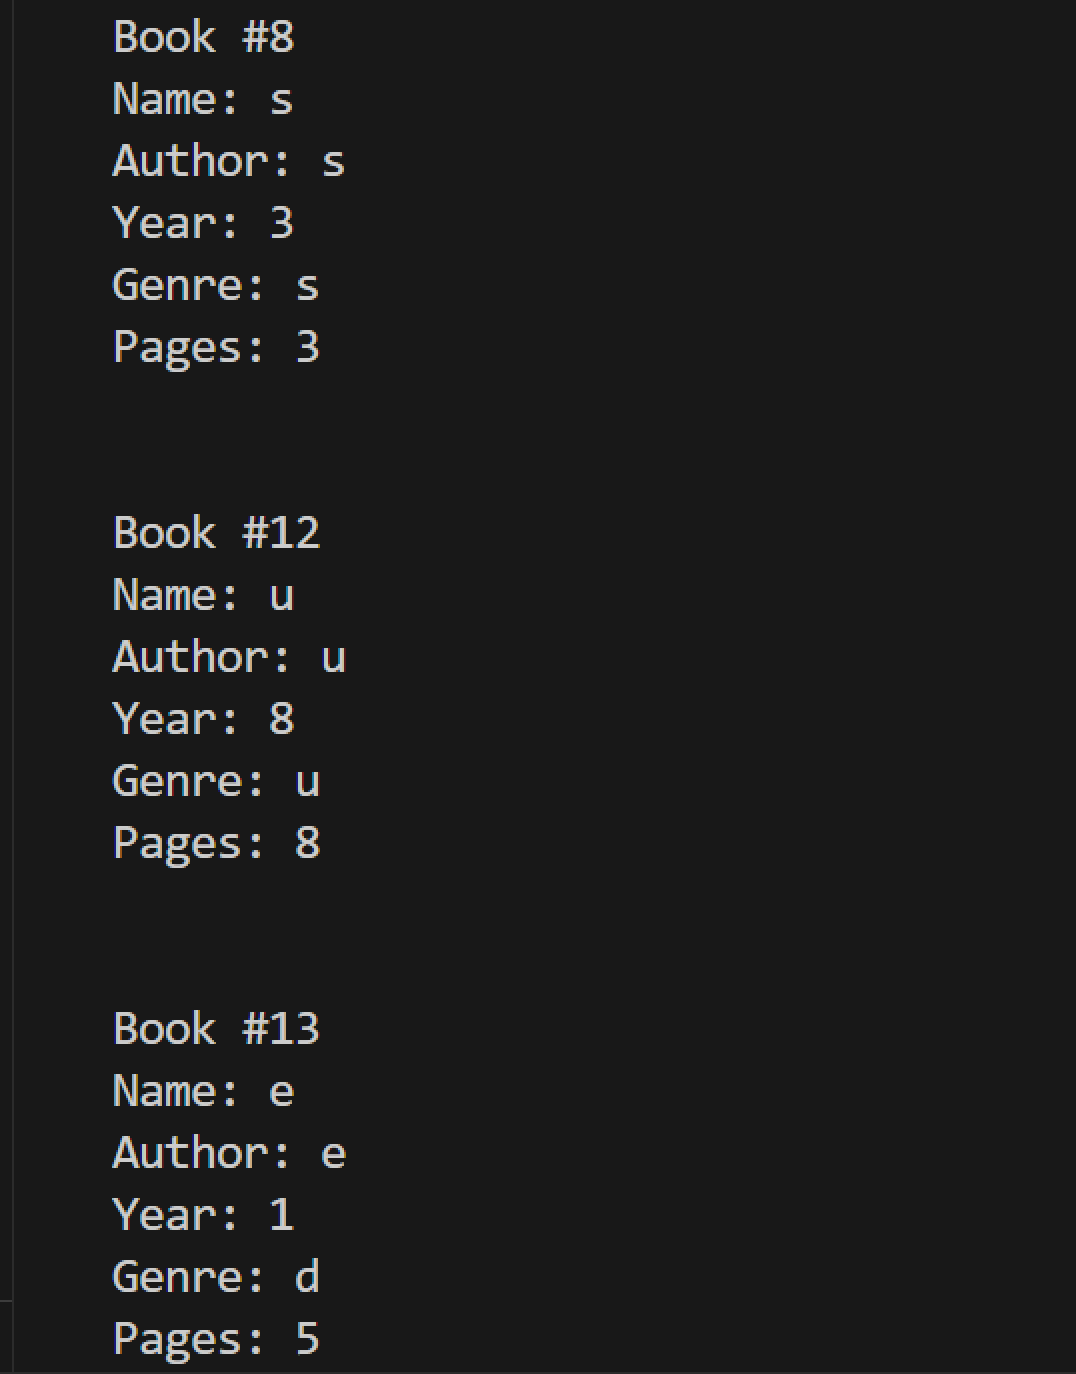 Book #8
Name: s
Author: s
Year: 3
Genre: s
Pages: 3
Book #12
Name: u
Author: u
Year: 8
Genre: u
Pages: 8
Book #13
Name: e
Author: e
Year: 1
Genre: d
Pages: 5